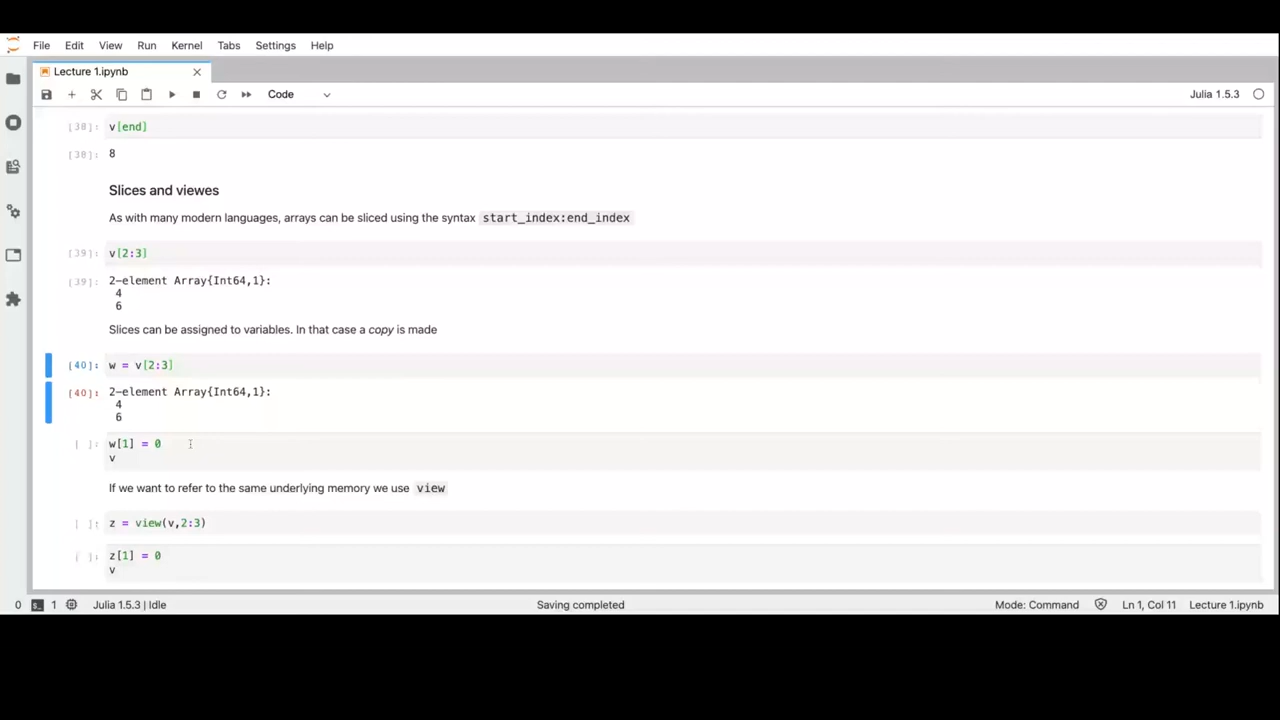 File Edit View Run Kernel Tabs Settings Help
Lecture 1.ipynb
Code
Julia 1.5.3
[38]: v[end]
[38]: 8
Slices and viewes
As with many modern languages, arrays can be sliced using the syntax start_index:end_index
[39]: v[2:3]
[39]: 2-element Array{Int64,1}:
4
6
Slices can be assigned to variables. In that case a copy is made
[40]: w = v[2:3]
[40]: 2-element Array{Int64,1}:
4
6
[ ]: w[1] = 0
v
If we want to refer to the same underlying memory we use view
[ ]: z = view(v,2:3)
[ ]: z[1] = 0
v
0 1 Julia 1.5.3 | Idle Saving completed Mode: Command Ln 1, Col 11 Lecture 1.ipynb